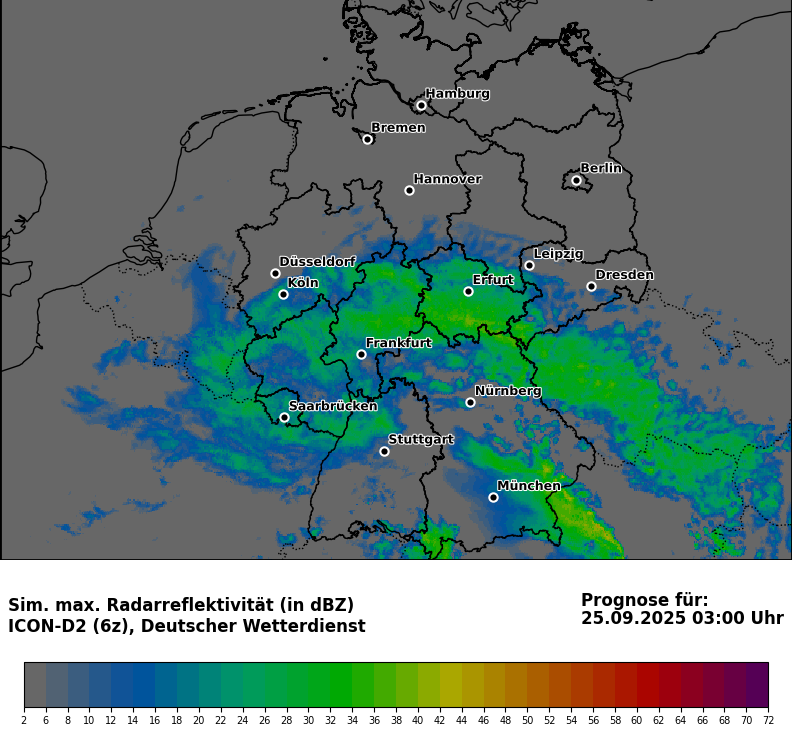 Hamburg
Bremen
Berlin
Hannover
Leipzig
Düsseldorf
Dresden
Köln
Erfurt
Frankfurt
Nürnberg
Saarbrücken
Stuttgart
München
Sim. max. Radarreflektivität (in dBZ)
ICON-D2 (6z), Deutscher Wetterdienst
Prognose für:
25.09.2025 03:00 Uhr
2 6 8 10 12 14 16 18 20 22 24 26 28 30 32 34 36 38 40 42 44 46 48 50 52 54 56 58 60 62 64 66 68 70 72